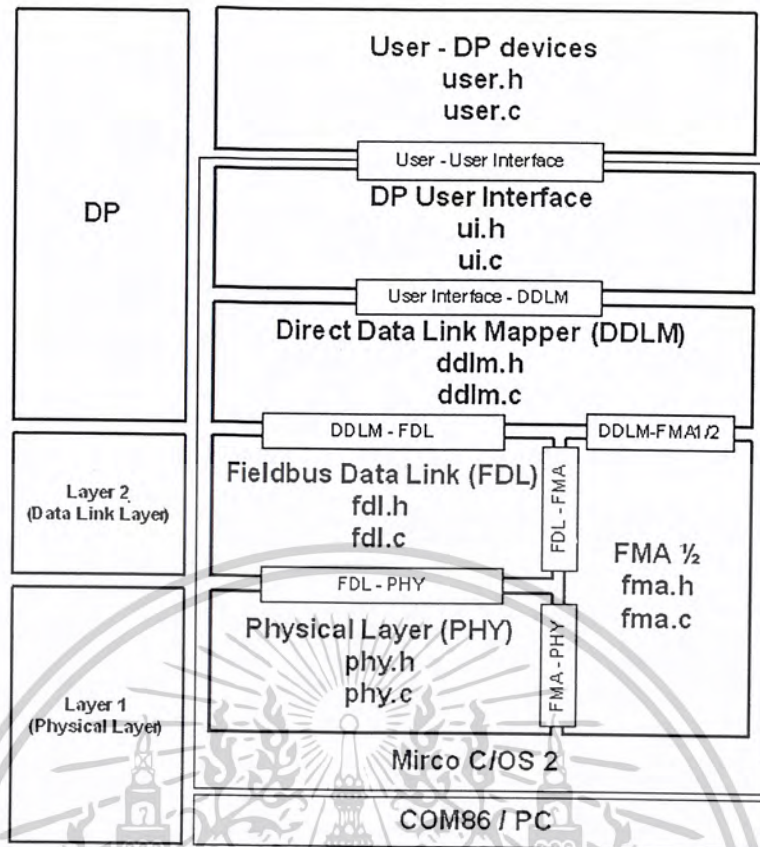 DP
Layer 2
(Data Link Layer)
Layer 1
(Physical Layer)
User - DP devices
user.h
user.c
User - User Interface
DP User Interface
ui.h
ui.c
User Interface - DDLM
Direct Data Link Mapper (DDLM)
ddlm.h
ddlm.c
DDLM - FDL
DDLM-FMA1/2
Fieldbus Data Link (FDL)
fdl.h
fdl.c
FDL - FMA
FMA ½
fma.h
fma.c
FDL - PHY
Physical Layer (PHY)
phy.h
phy.c
FMA - PHY
Mirco C/OS 2
COM86 / PC